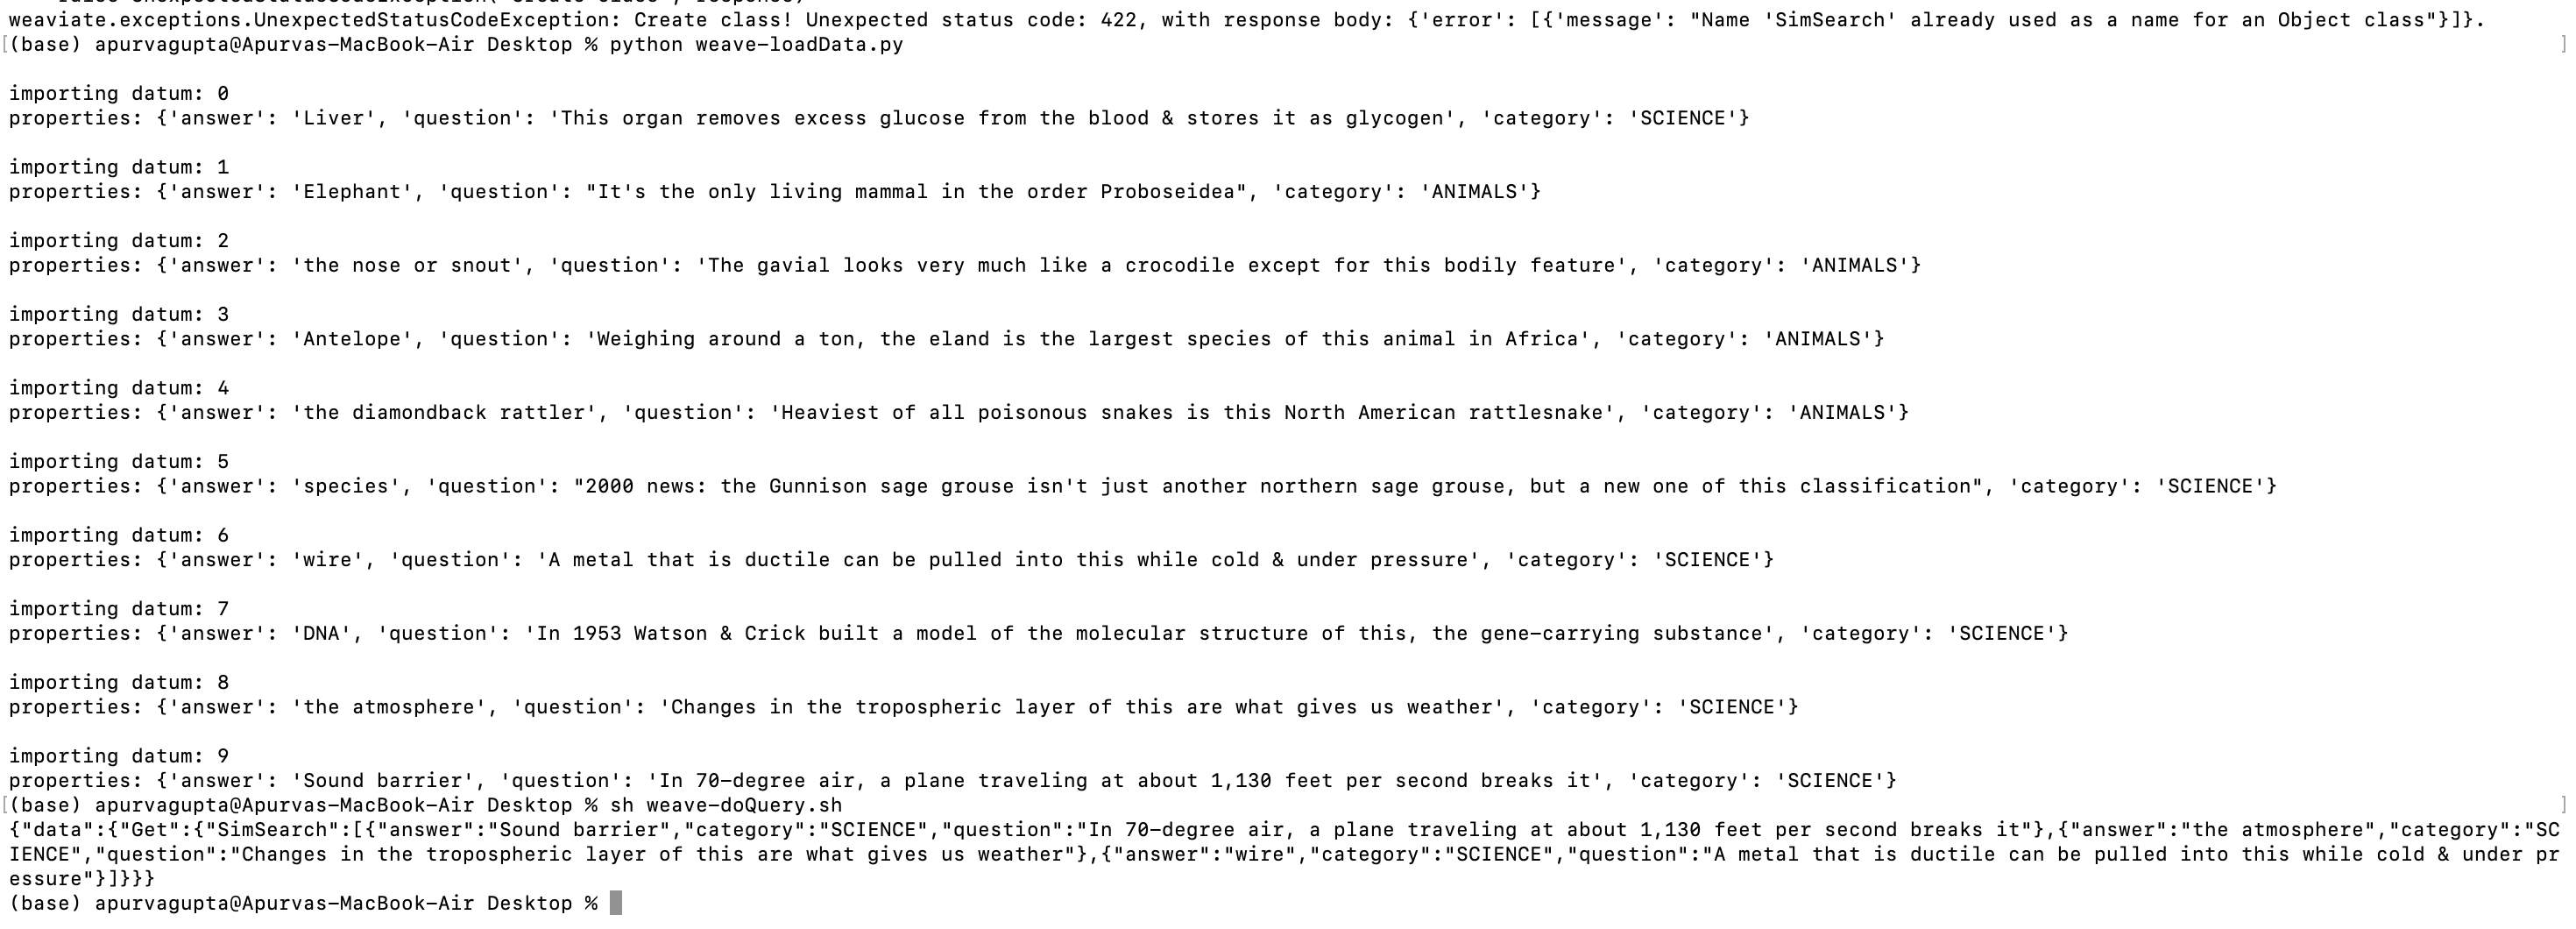 weaviate.exceptions.UnexpectedStatusCodeException: Create class! Unexpected status code: 422, with response body: {'error': [{'message': "Name 'SimSearch' already used as a name for an Object class"}]}.
[(base) apurvagupta@Apurvas-MacBook-Air Desktop % python weave-loadData.py ]
importing datum: 0
properties: {'answer': 'Liver', 'question': 'This organ removes excess glucose from the blood & stores it as glycogen', 'category': 'SCIENCE'}
importing datum: 1
properties: {'answer': 'Elephant', 'question': "It's the only living mammal in the order Proboseidea", 'category': 'ANIMALS'}
importing datum: 2
properties: {'answer': 'the nose or snout', 'question': 'The gavial looks very much like a crocodile except for this bodily feature', 'category': 'ANIMALS'}
importing datum: 3
properties: {'answer': 'Antelope', 'question': 'Weighing around a ton, the eland is the largest species of this animal in Africa', 'category': 'ANIMALS'}
importing datum: 4
properties: {'answer': 'the diamondback rattler', 'question': 'Heaviest of all poisonous snakes is this North American rattlesnake', 'category': 'ANIMALS'}
importing datum: 5
properties: {'answer': 'species', 'question': "2000 news: the Gunnison sage grouse isn't just another northern sage grouse, but a new one of this classification", 'category': 'SCIENCE'}
importing datum: 6
properties: {'answer': 'wire', 'question': 'A metal that is ductile can be pulled into this while cold & under pressure', 'category': 'SCIENCE'}
importing datum: 7
properties: {'answer': 'DNA', 'question': 'In 1953 Watson & Crick built a model of the molecular structure of this, the gene-carrying substance', 'category': 'SCIENCE'}
importing datum: 8
properties: {'answer': 'the atmosphere', 'question': 'Changes in the tropospheric layer of this are what gives us weather', 'category': 'SCIENCE'}
importing datum: 9
properties: {'answer': 'Sound barrier', 'question': 'In 70-degree air, a plane traveling at about 1,130 feet per second breaks it', 'category': 'SCIENCE'}
[(base) apurvagupta@Apurvas-MacBook-Air Desktop % sh weave-doQuery.sh ]
{"data":{"Get":{"SimSearch":[{"answer":"Sound barrier","category":"SCIENCE","question":"In 70-degree air, a plane traveling at about 1,130 feet per second breaks it"},{"answer":"the atmosphere","category":"SC
IENCE","question":"Changes in the tropospheric layer of this are what gives us weather"},{"answer":"wire","category":"SCIENCE","question":"A metal that is ductile can be pulled into this while cold & under pr
essure"}]}}}
(base) apurvagupta@Apurvas-MacBook-Air Desktop %